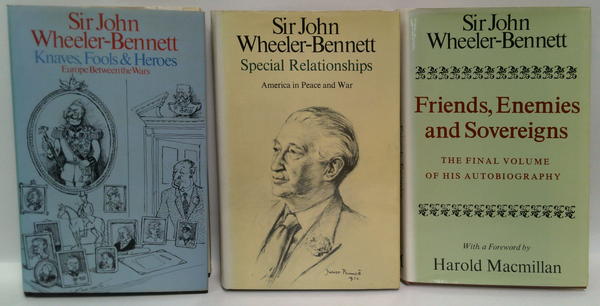 Sir John
Wheeler-Bennett
Knaves, Fools & Heroes
Europe Between the Wars
Sir John
Wheeler-Bennett
Special Relationships
America in Peace and War
Sir John
Wheeler-Bennett
Friends, Enemies
and Sovereigns
THE FINAL VOLUME
OF HIS AUTOBIOGRAPHY
With a Foreword by
Harold Macmillan